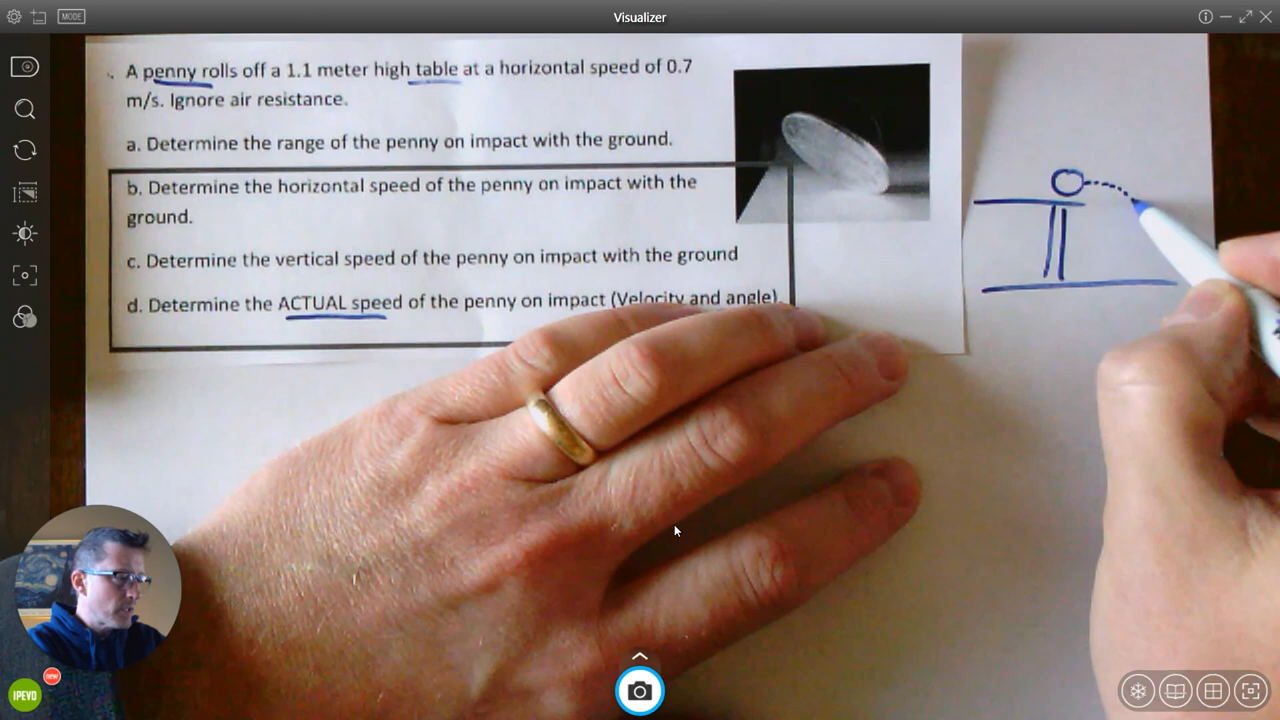 MODE
Visualizer
A penny rolls off a 1.1 meter high table at a horizontal speed of 0.7
m/s. Ignore air resistance.
a. Determine the range of the penny on impact with the ground.
b. Determine the horizontal speed of the penny on impact with the
ground.
c. Determine the vertical speed of the penny on impact with the ground
d. Determine the ACTUAL speed of the penny on impact (Velocity and angle)
new
IPEVO